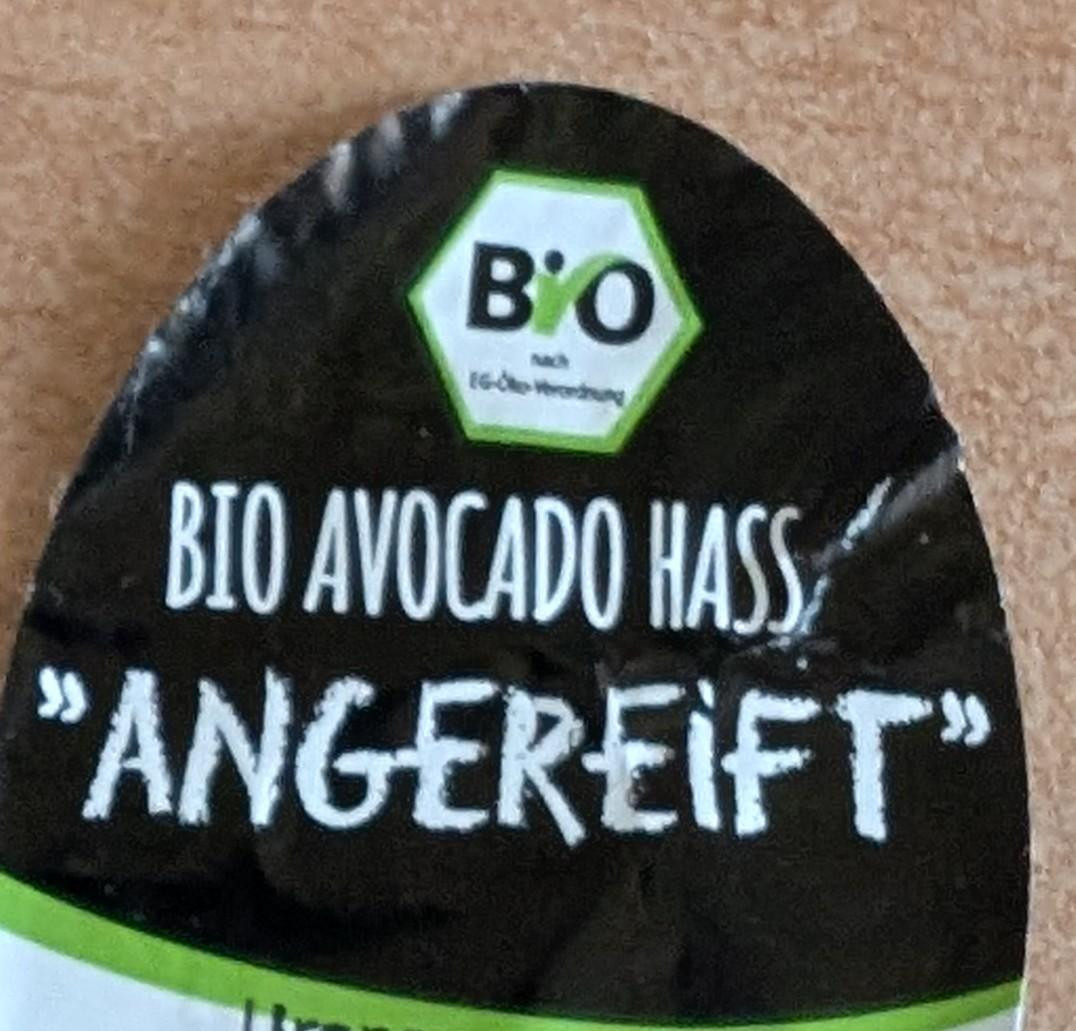 BiO
nach
EG-Öko-Verordnung
BIO AVOCADO HASS
”ANGEREiFT”